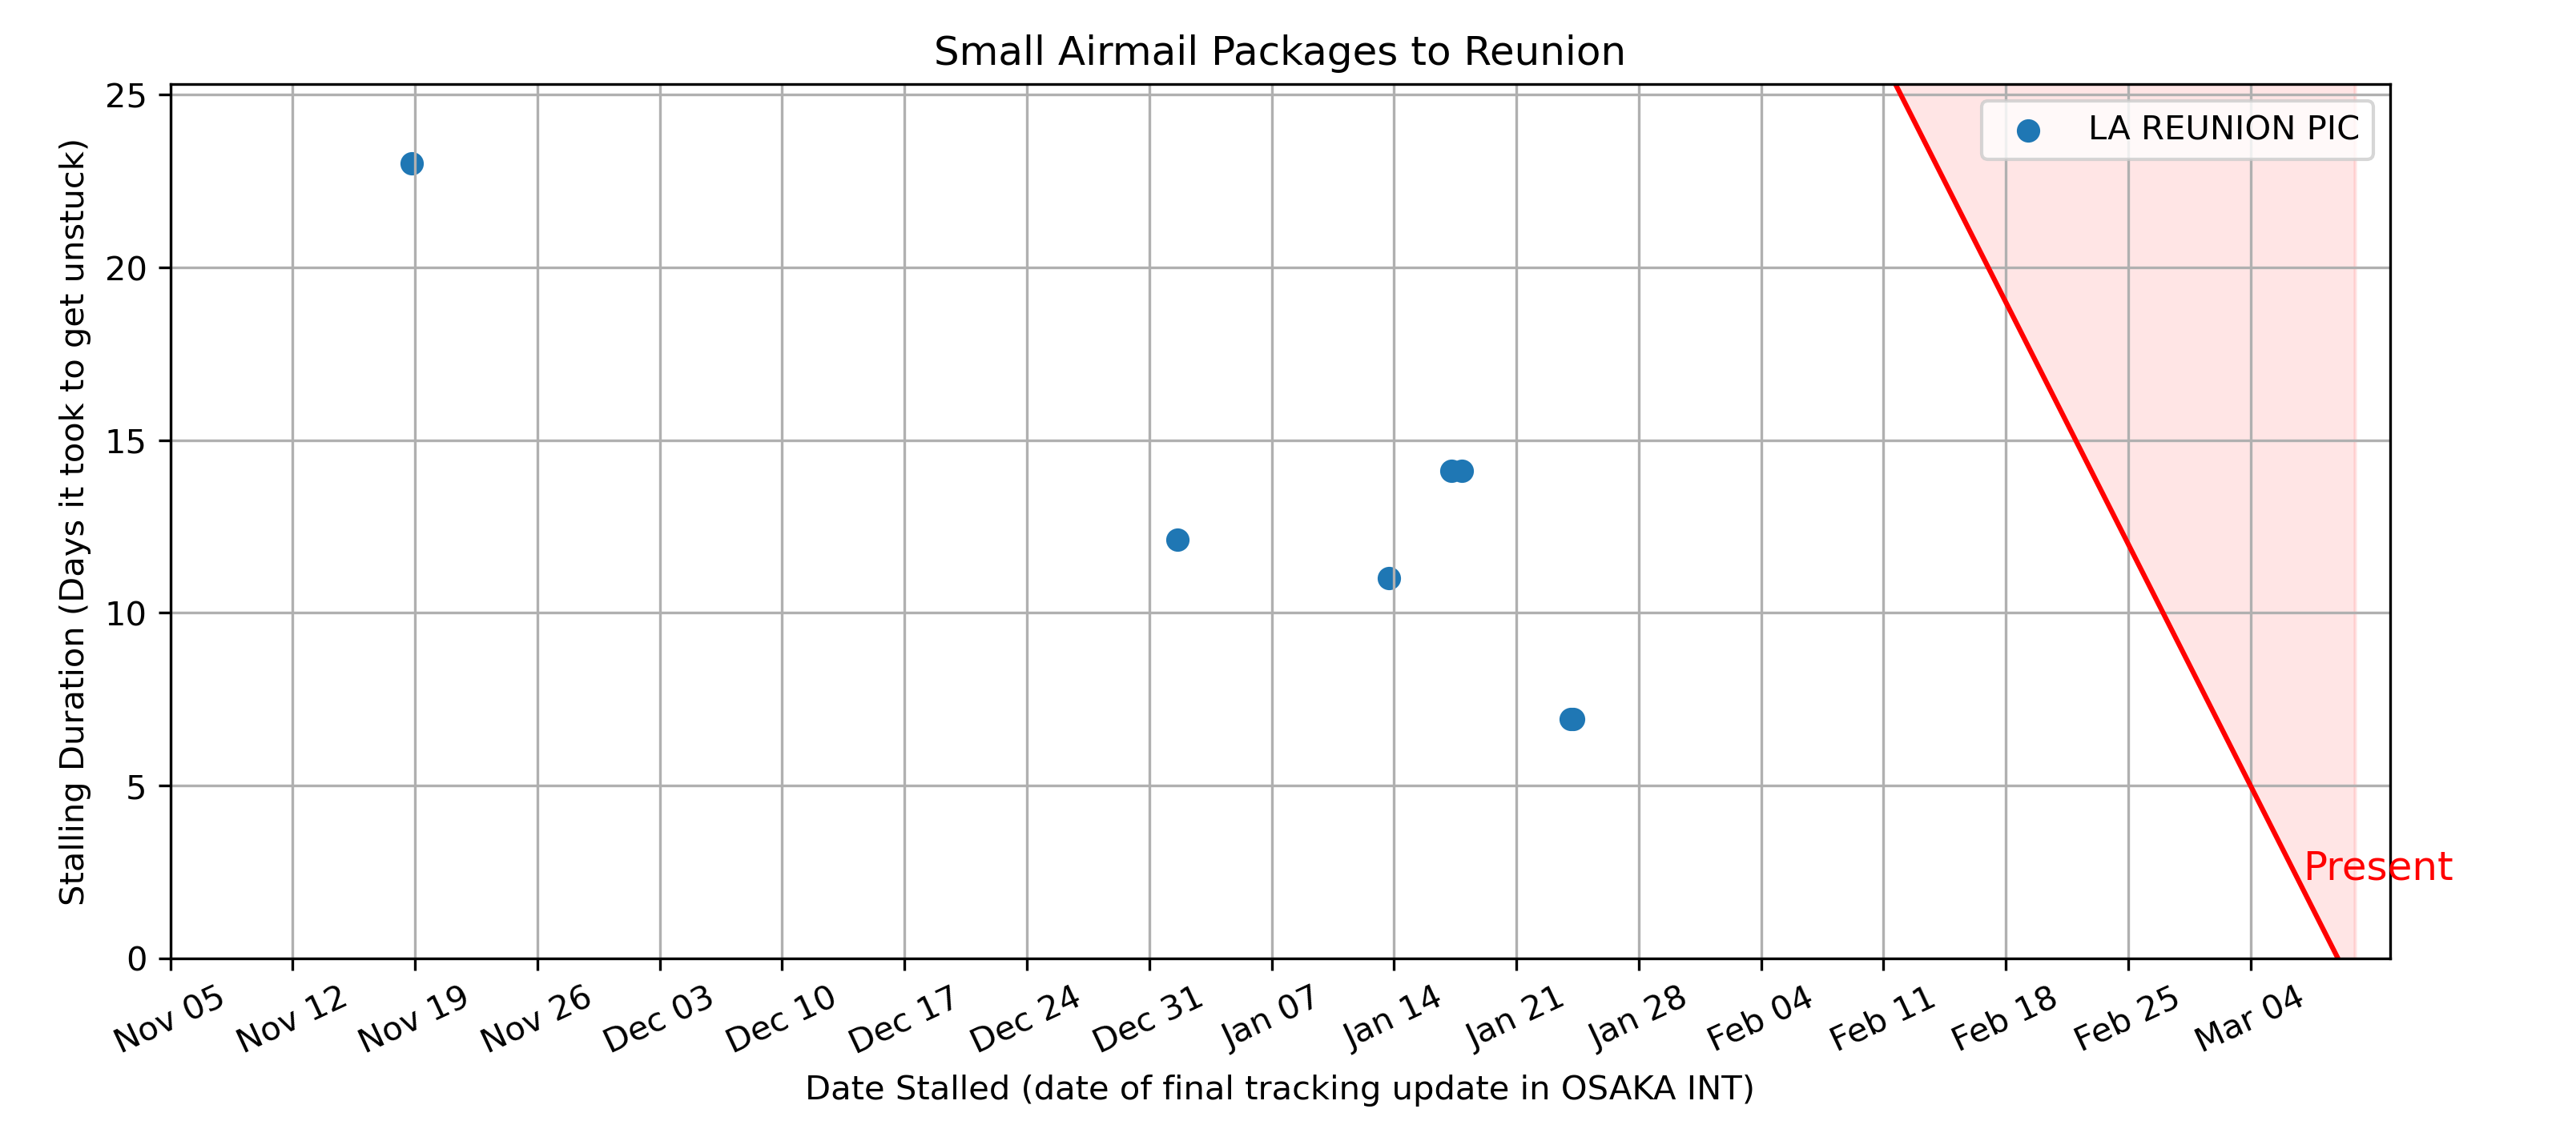 Small Airmail Packages to Reunion
LA REUNION PIC
Stalling Duration (Days it took to get unstuck)
25
20
15
10
5
0
Present
Nov 05
Nov 12
Nov 19
Nov 26
Dec 03
Dec 10
Dec 17
Dec 24
Dec 31
Jan 07
Jan 14
Jan 21
Jan 28
Feb 04
Feb 11
Feb 18
Feb 25
Mar 04
Date Stalled (date of final tracking update in OSAKA INT)